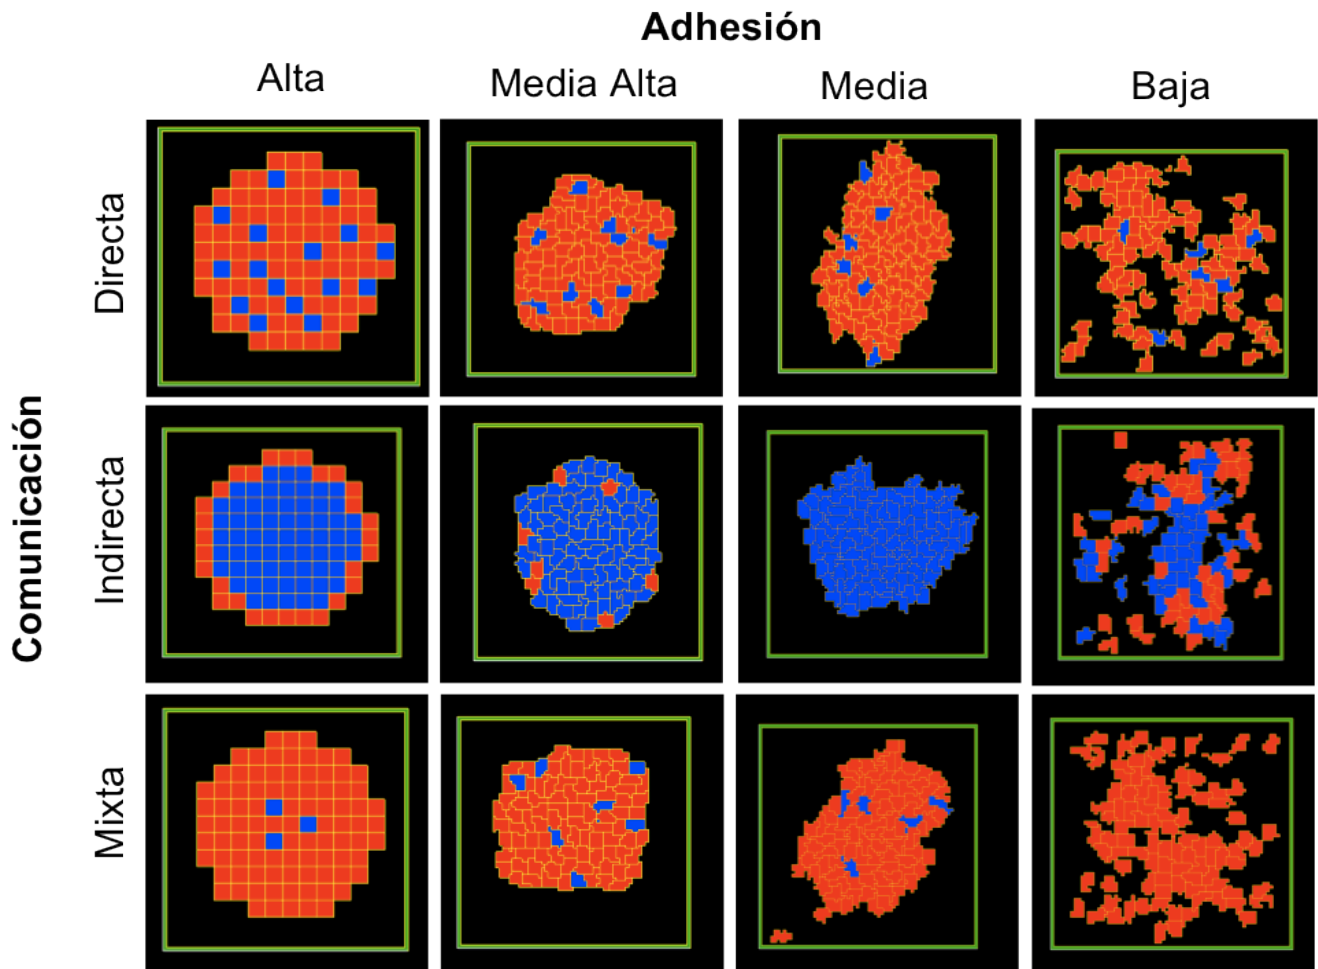 Adhesión
Alta
Media Alta
Media
Baja
Comunicación
Directa
Indirecta
Mixta